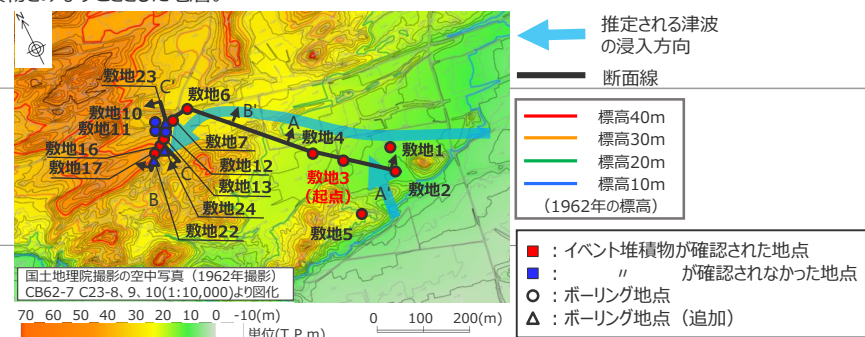 N
推定される津波
の浸入方向
断面線
敷地23
C'
敷地6
敷地10
B'
A
敷地11
敷地4
敷地7
敷地1
敷地16
敷地12
敷地3
(起点)
敷地17
敷地13
敷地2
C
A'
B
敷地24
敷地22
敷地5
標高40m
標高30m
標高20m
標高10m
(1962年の標高)
国土地理院撮影の空中写真（1962年撮影）
CB62-7 C23-8、9、10(1:10,000)より図化
70 60 50 40 30 20 10 0 -10(m)
単位(T.P.m)
0 100 200(m)
■ ：イベント堆積物が確認された地点
■ ： 〃 が確認されなかった地点
○ ：ボーリング地点
△ ：ボーリング地点（追加）